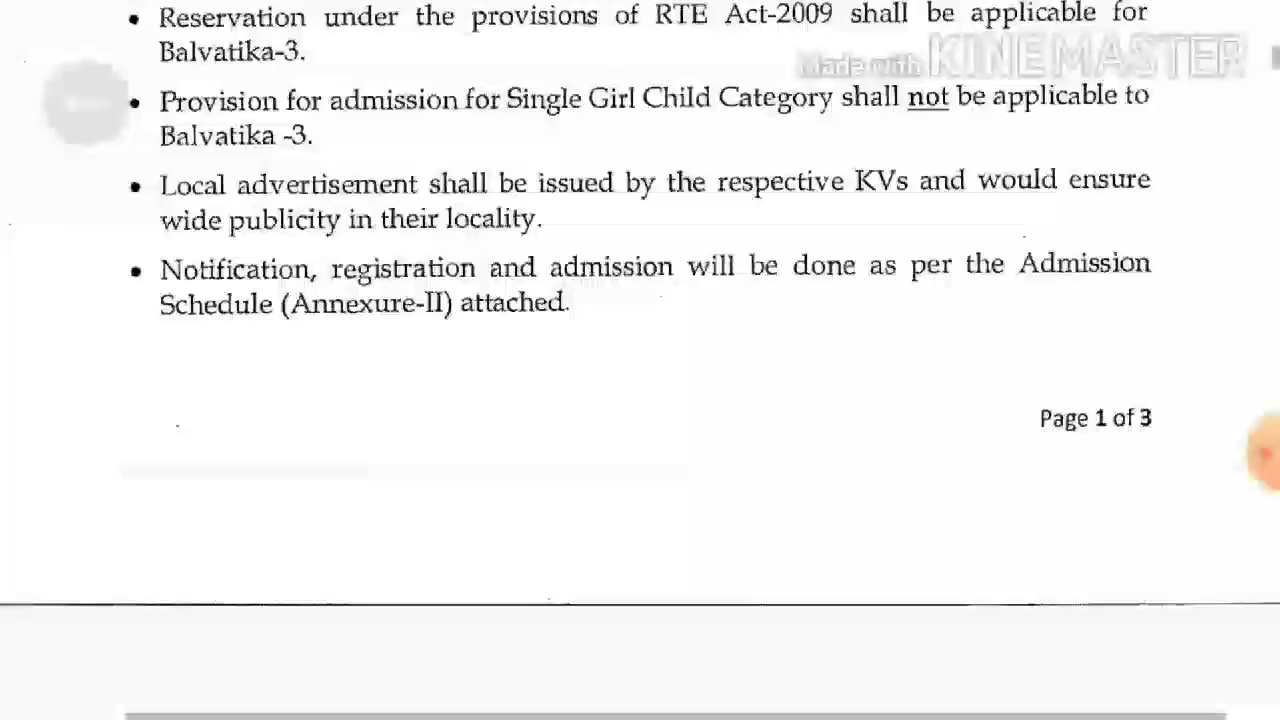 • Reservation under the provisions of RTE Act-2009 shall be applicable for
Balvatika-3.
Made with KINEMASTER
• Provision for admission for Single Girl Child Category shall not be applicable to
Balvatika -3.
• Local advertisement shall be issued by the respective KVs and would ensure
wide publicity in their locality.
• Notification, registration and admission will be done as per the Admission
Schedule (Annexure-II) attached.
Page 1 of 3